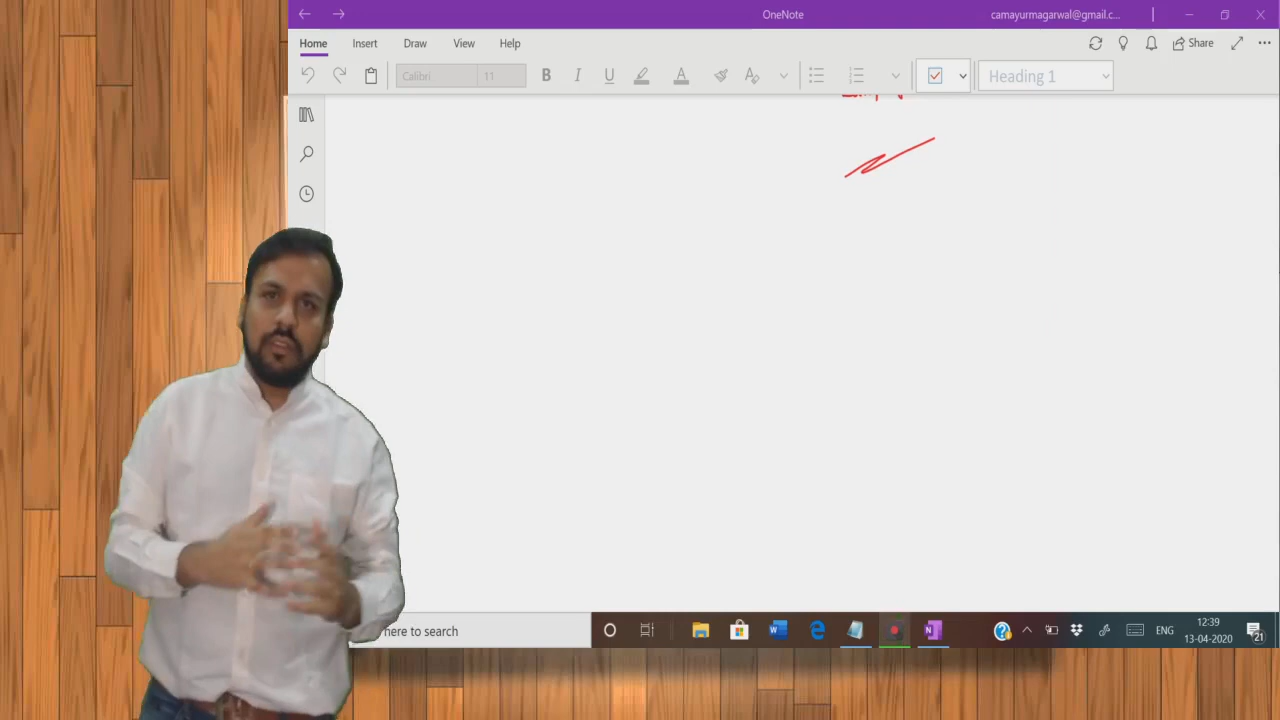 OneNote
camayurmagarwal@gmail.c...
Home Insert Draw View Help
Share
Calibri 11 B I U A A Heading 1
here to search
W e N ? ENG
12:39
13-04-2020
21